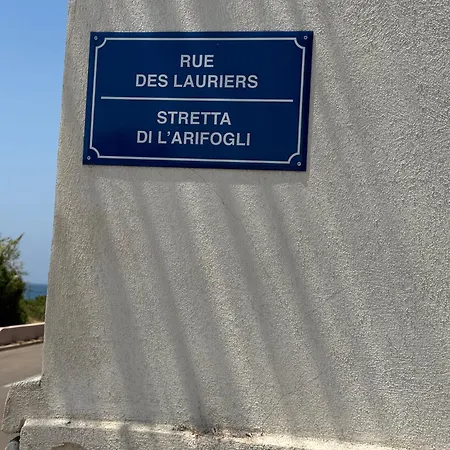 RUE
DES LAURIERS
STRETTA
DI L'ARIFOGLI